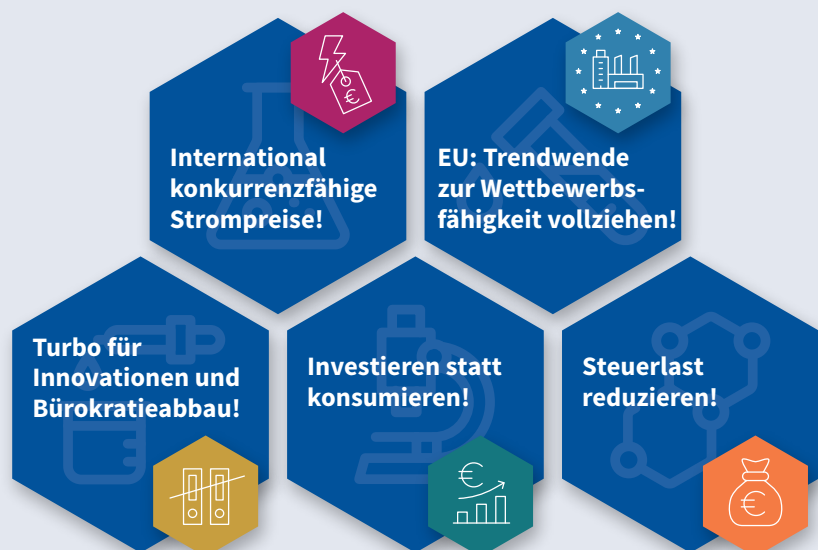 International
konkurrenzfähige
Strompreise!
EU: Trendwende
zur Wettbewerbs-
fähigkeit vollziehen!
Turbo für
Innovationen und
Bürokratieabbau!
Investieren statt
konsumieren!
Steuerlast
reduzieren!